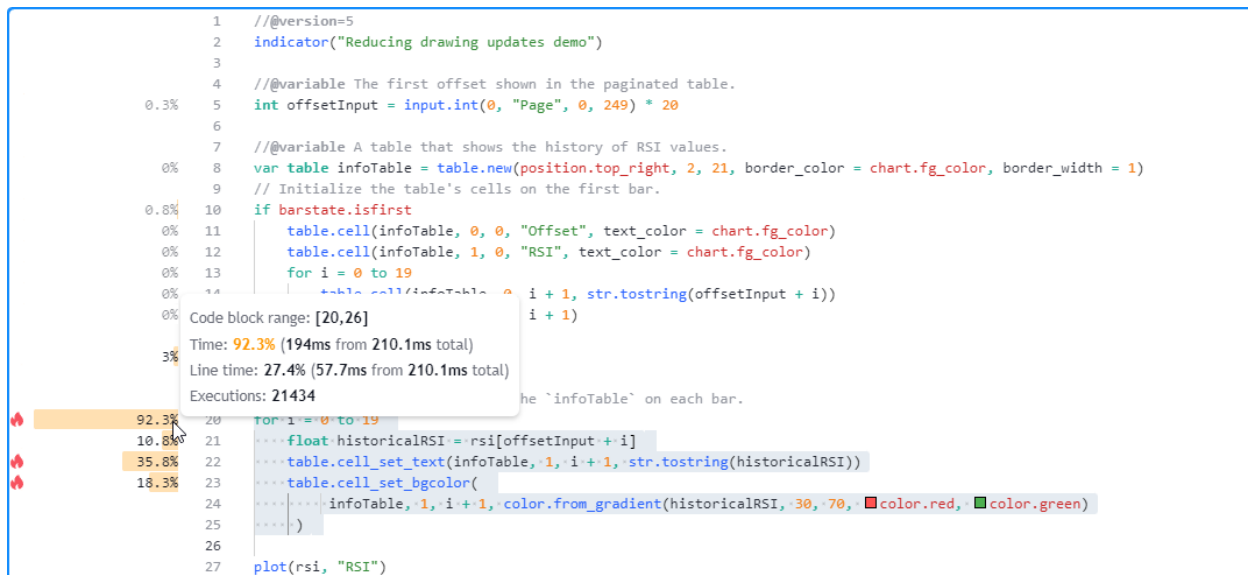 1 //@version=5
2 indicator("Reducing drawing updates demo")
3
4 //@variable The first offset shown in the paginated table.
0.3% 5 int offsetInput = input.int(0, "Page", 0, 249) * 20
6
7 //@variable A table that shows the history of RSI values.
0% 8 var table infoTable = table.new(position.top_right, 2, 21, border_color = chart.fg_color, border_width = 1)
9 // Initialize the table's cells on the first bar.
0.8% 10 if barstate.isfirst
0% 11 table.cell(infoTable, 0, 0, "Offset", text_color = chart.fg_color)
0% 12 table.cell(infoTable, 1, 0, "RSI", text_color = chart.fg_color)
0% 13 for i = 0 to 19
0% 14 table.cell(infoTable, 0, i + 1, str.tostring(offsetInput + i))
0% i + 1)
3%
Code block range: [20,26]
Time: 92.3% (194ms from 210.1ms total)
Line time: 27.4% (57.7ms from 210.1ms total)
Executions: 21434
the `infoTable` on each bar.
92.3% 20 for i = 0 to 19
10.8% 21 float historicalRSI = rsi[offsetInput + i]
35.8% 22 table.cell_set_text(infoTable, 1, i + 1, str.tostring(historicalRSI))
18.3% 23 table.cell_set_bgcolor(
24 infoTable, 1, i + 1, color.from_gradient(historicalRSI, 30, 70, color.red, color.green)
25 )
26
27 plot(rsi, "RSI")